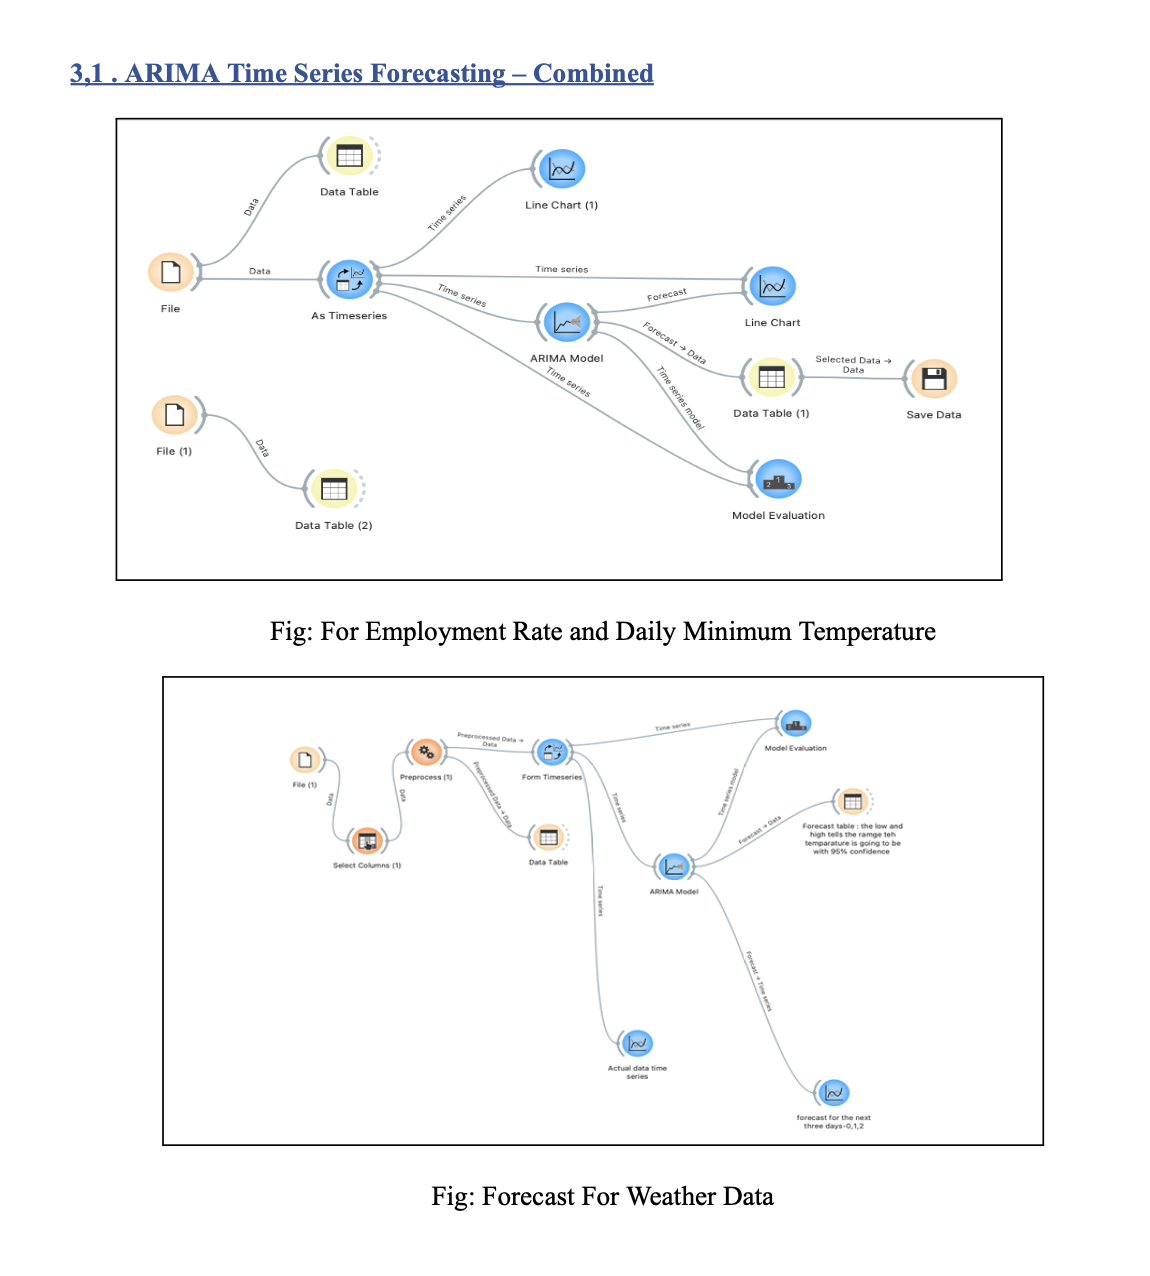 3,1 . ARIMA Time Series Forecasting – Combined
Data Table
Line Chart (1)
Data
Time series
Data
Time series
File
As Timeseries
Time series
Forecast
Line Chart
ARIMA Model
Forecast → Data
Selected Data →
Data
Time series
Time series model
Data Table (1)
Save Data
File (1)
Data
Data Table (2)
Model Evaluation
2 1 3
Fig: For Employment Rate and Daily Minimum Temperature
Time series
Model Evaluation
Preprocessed Data →
Data
File (1)
Preprocess (1)
Form Timeseries
Data
Data
Preprocessed Data → Data
Time series
Time series model
Select Columns (1)
Data Table
Forecast → Data
Forecast table : the low and
high tells the ramge teh
temparature is going to be
with 95% confidence
ARIMA Model
Time series
Forecast → Time series
Actual data time
series
forecast for the next
three days-0,1,2
Fig: Forecast For Weather Data